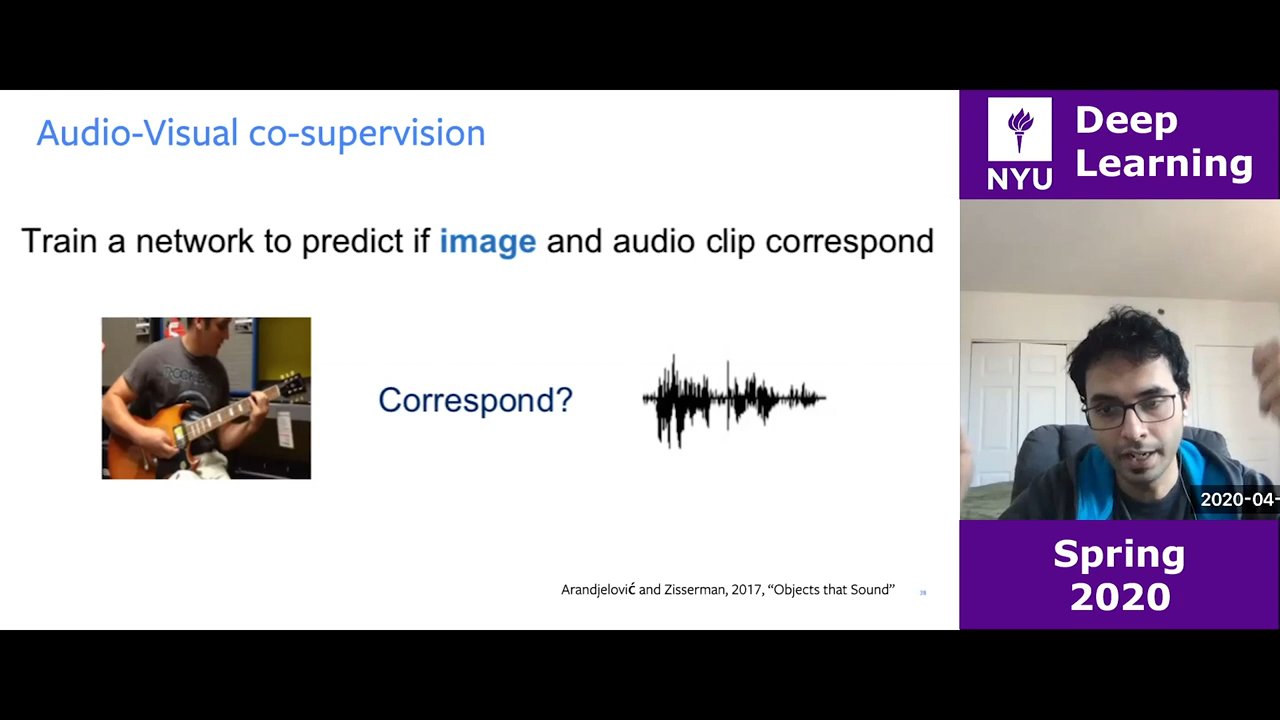 Audio-Visual co-supervision
Train a network to predict if image and audio clip correspond
Correspond?
Arandjelović and Zisserman, 2017, “Objects that Sound”
NYU
Deep
Learning
2020-04-
Spring
2020